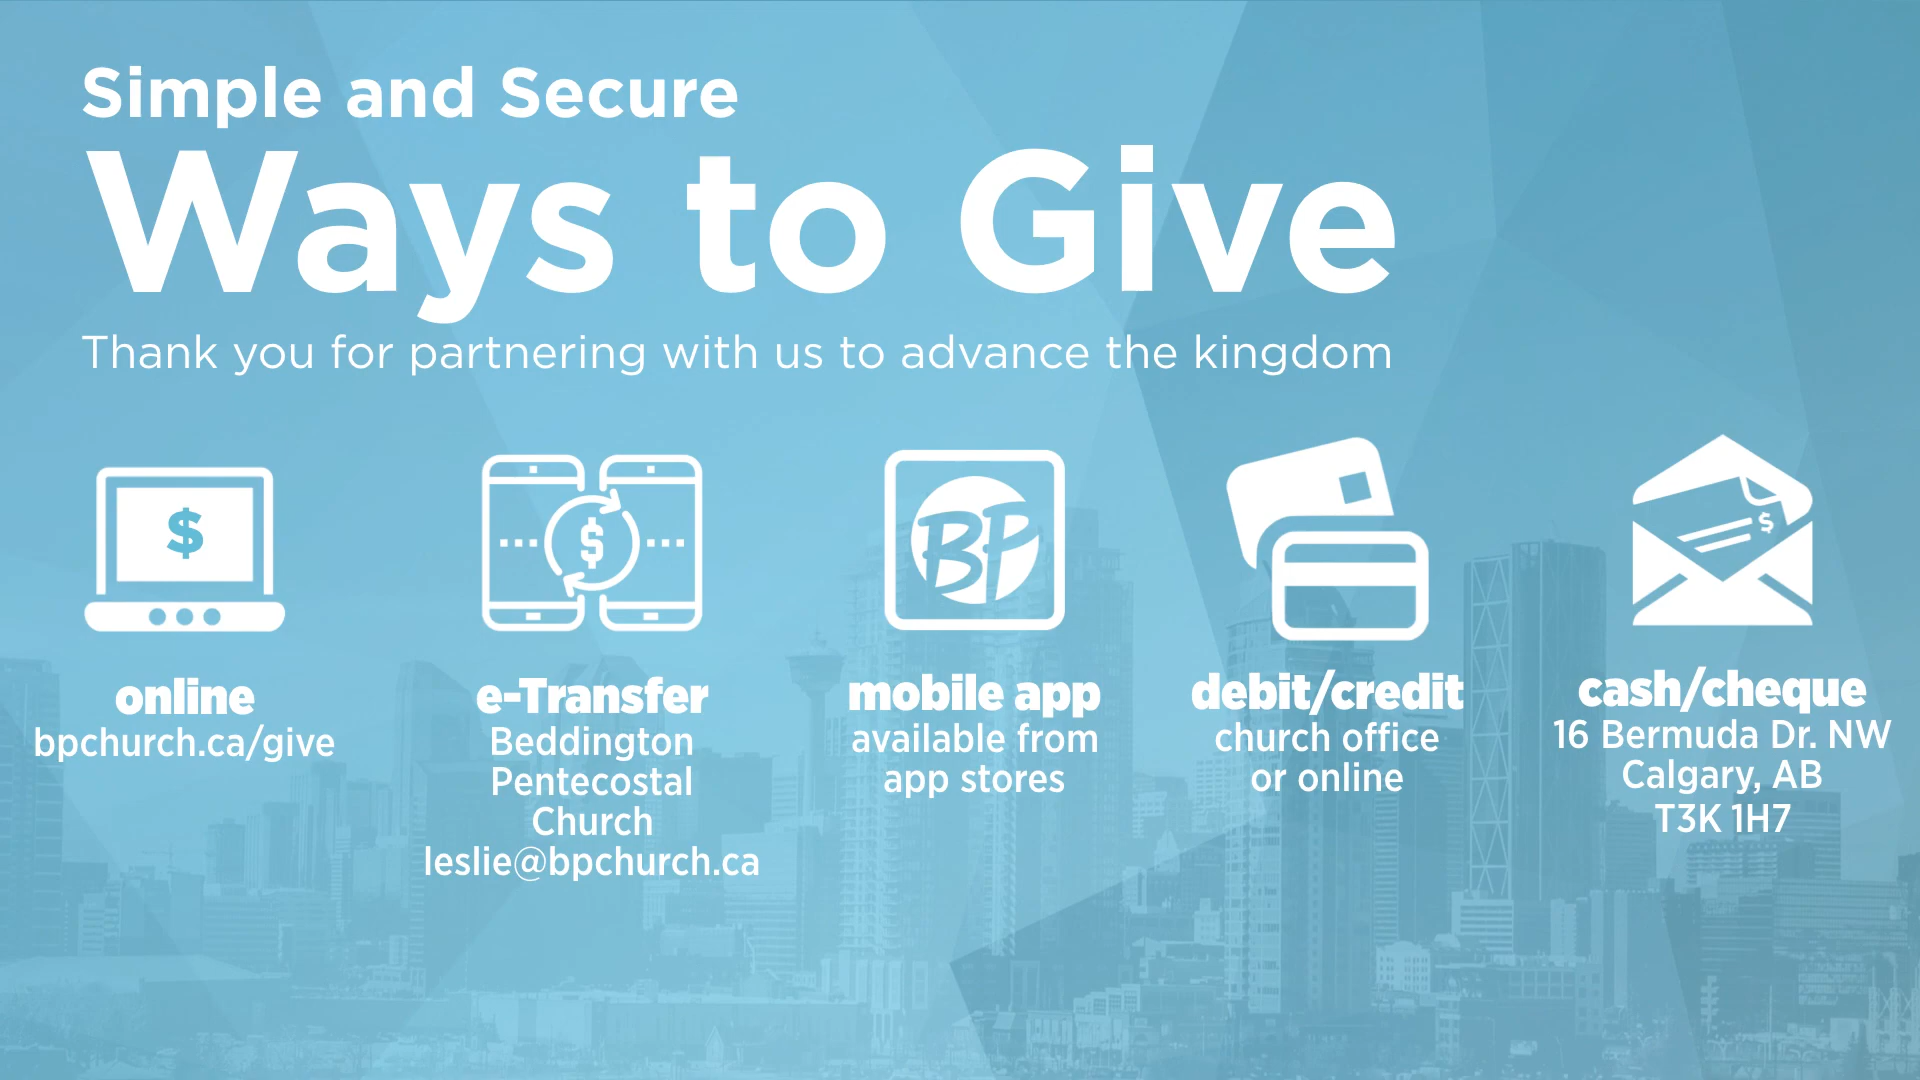 Simple and Secure
Ways to Give
Thank you for partnering with us to advance the kingdom
$
online
bpchurch.ca/give
$
e-Transfer
Beddington
Pentecostal
Church
leslie@bpchurch.ca
BP
mobile app
available from
app stores
debit/credit
church office
or online
$
cash/cheque
16 Bermuda Dr. NW
Calgary, AB
T3K 1H7